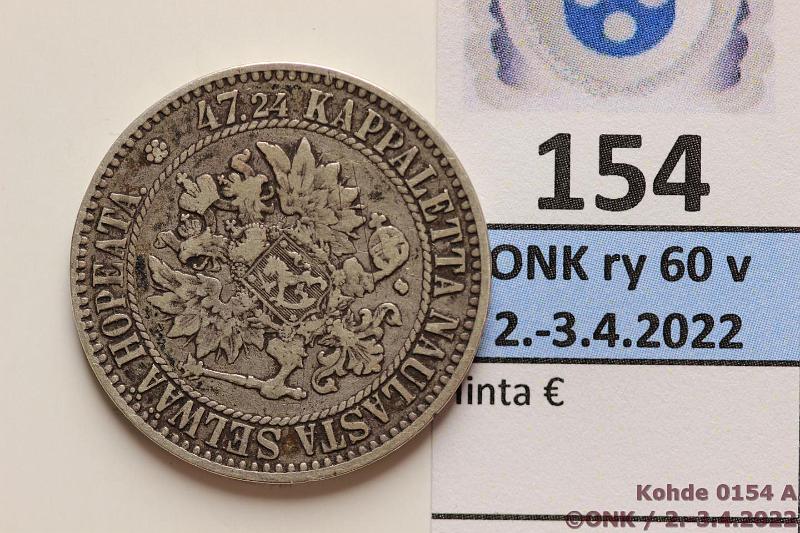 47.24 KAPPALETTA NAULASTA SELWÄÄ HOPEATA.
154
ONK ry 60 v
2.-3.4.2022
inta €
Kohde 0154 A
©ONK / 2.-3.4.2022